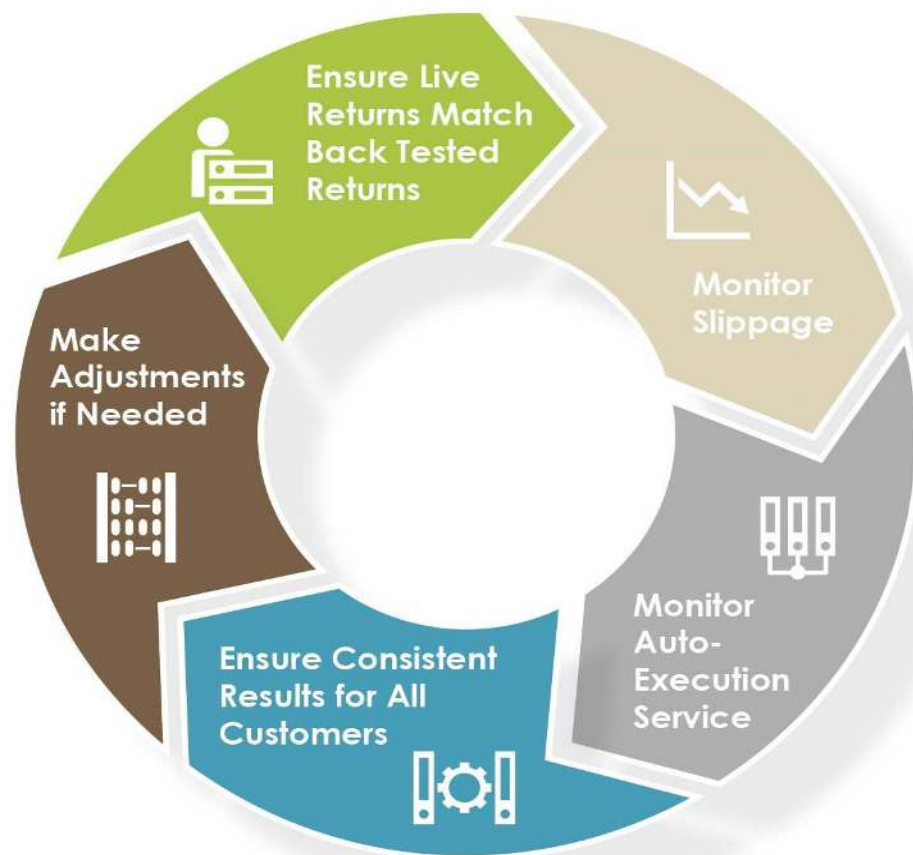 Ensure Live
Returns Match
Back Tested
Returns
Monitor
Slippage
Monitor
Auto-
Execution
Service
Ensure Consistent
Results for All
Customers
Make
Adjustments
if Needed